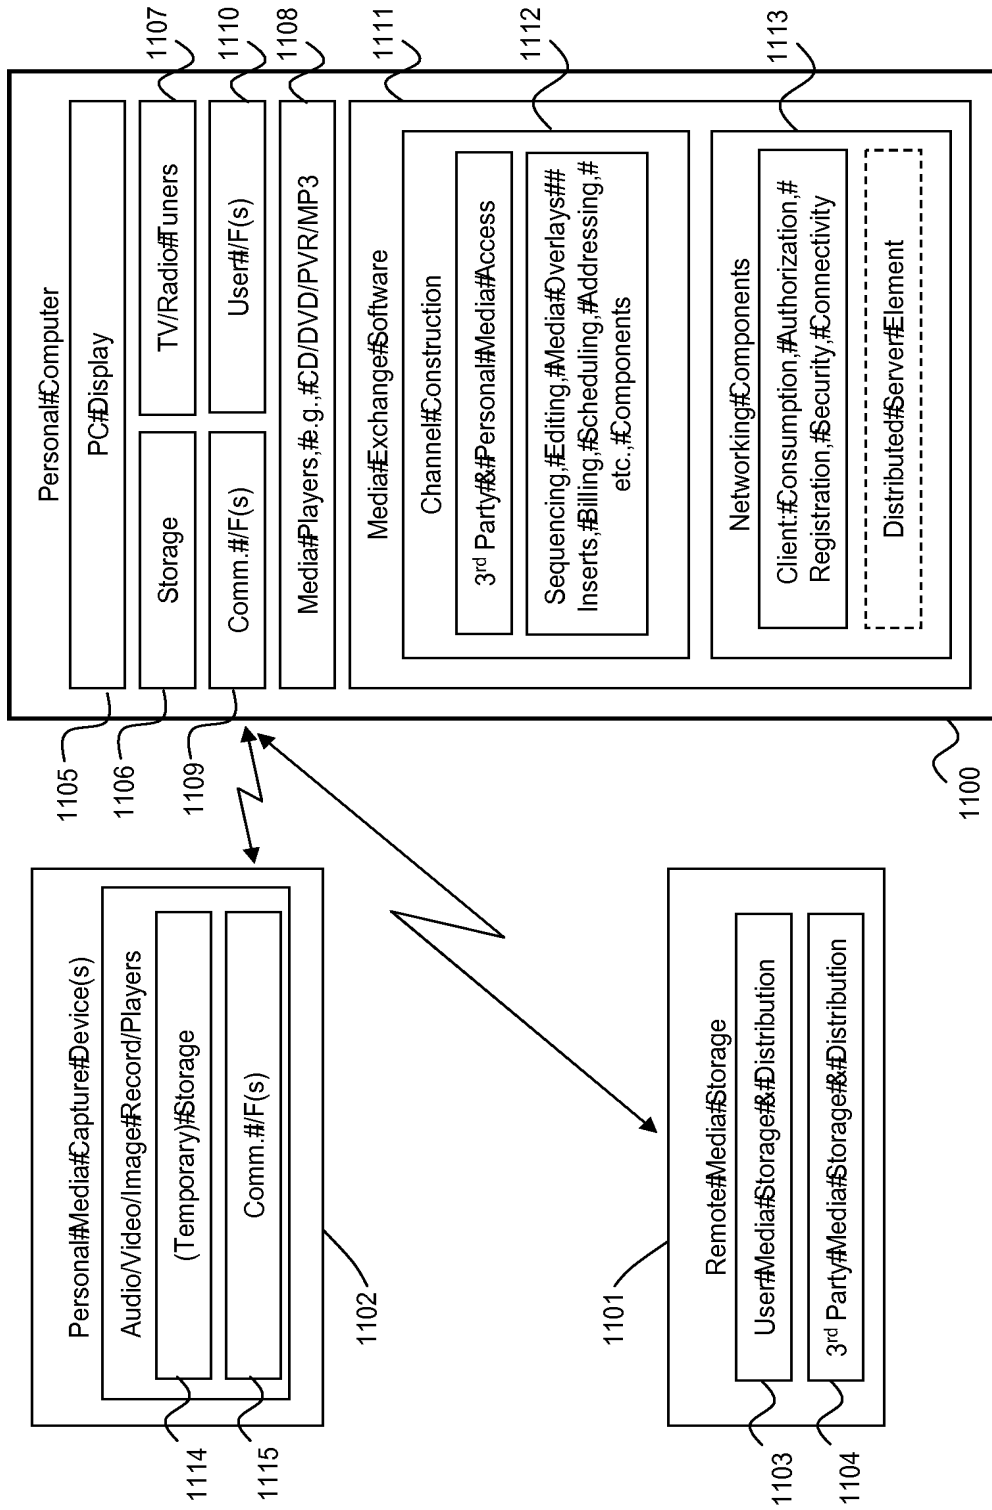 Personal#Media#Capture#Device(s)
Audio/Video/Image#Record/Players
(Temporary)#Storage
Comm.#I/F(s)
1114
1115
1102
1101
Remote#Media#Storage
User#Media#Storage#&#Distribution
3rd Party#Media#Storage#&#Distribution
1103
1104
Personal#Computer
PC#Display
Storage
TV/Radio#Tuners
Comm.#I/F(s)
User#I/F(s)
Media#Players,#e.g.,#CD/DVD/PVR/MP3
Media#Exchange#Software
Channel#Construction
3rd Party#&#Personal#Media#Access
Sequencing,#Editing,#Media#Overlays##
Inserts,#Billing,#Scheduling,#Addressing,#
etc.,#Components
Networking#Components
Client:#Consumption,#Authorization,#
Registration,#Security,#Connectivity
Distributed#Server#Element
1105
1106
1109
1100
1107
1110
1108
1111
1112
1113